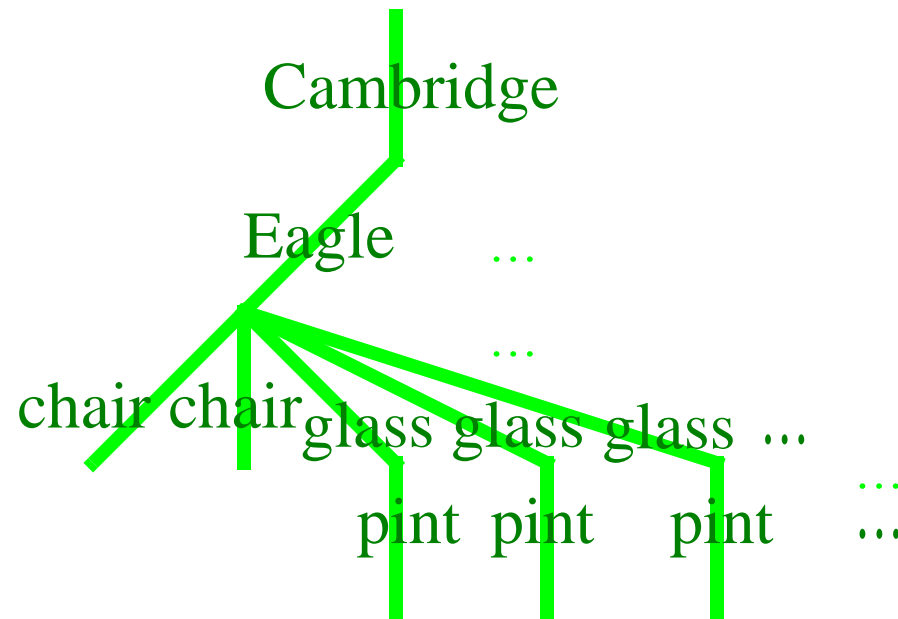 Cambridge
Eagle ...
...
chair chair glass glass glass ...
...
pint pint pint ...